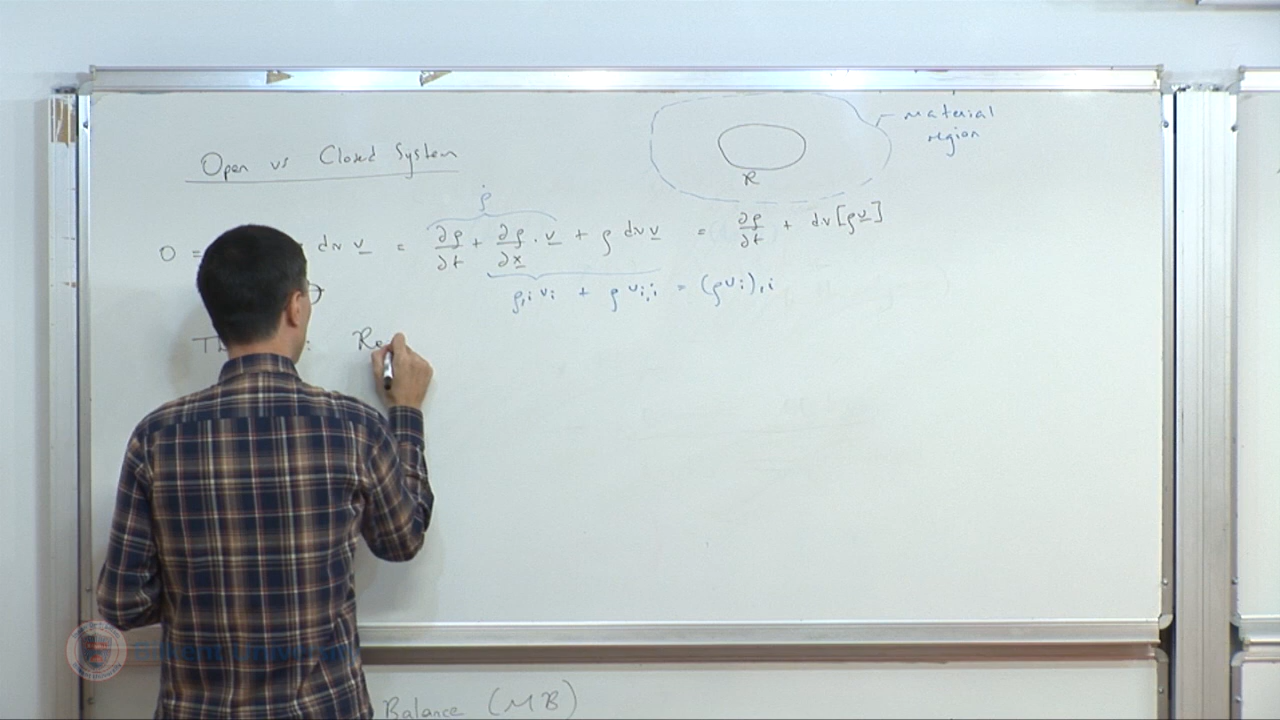 Open vs Closed System
material
region
R
ρ̇
0 = div v = ∂ρ/∂t + ∂ρ/∂x · v + ρ div v = ∂ρ/∂t + div[ρv]
ρ,i vi + ρ vi,i = (ρvi),i
Re
Balance (MB)